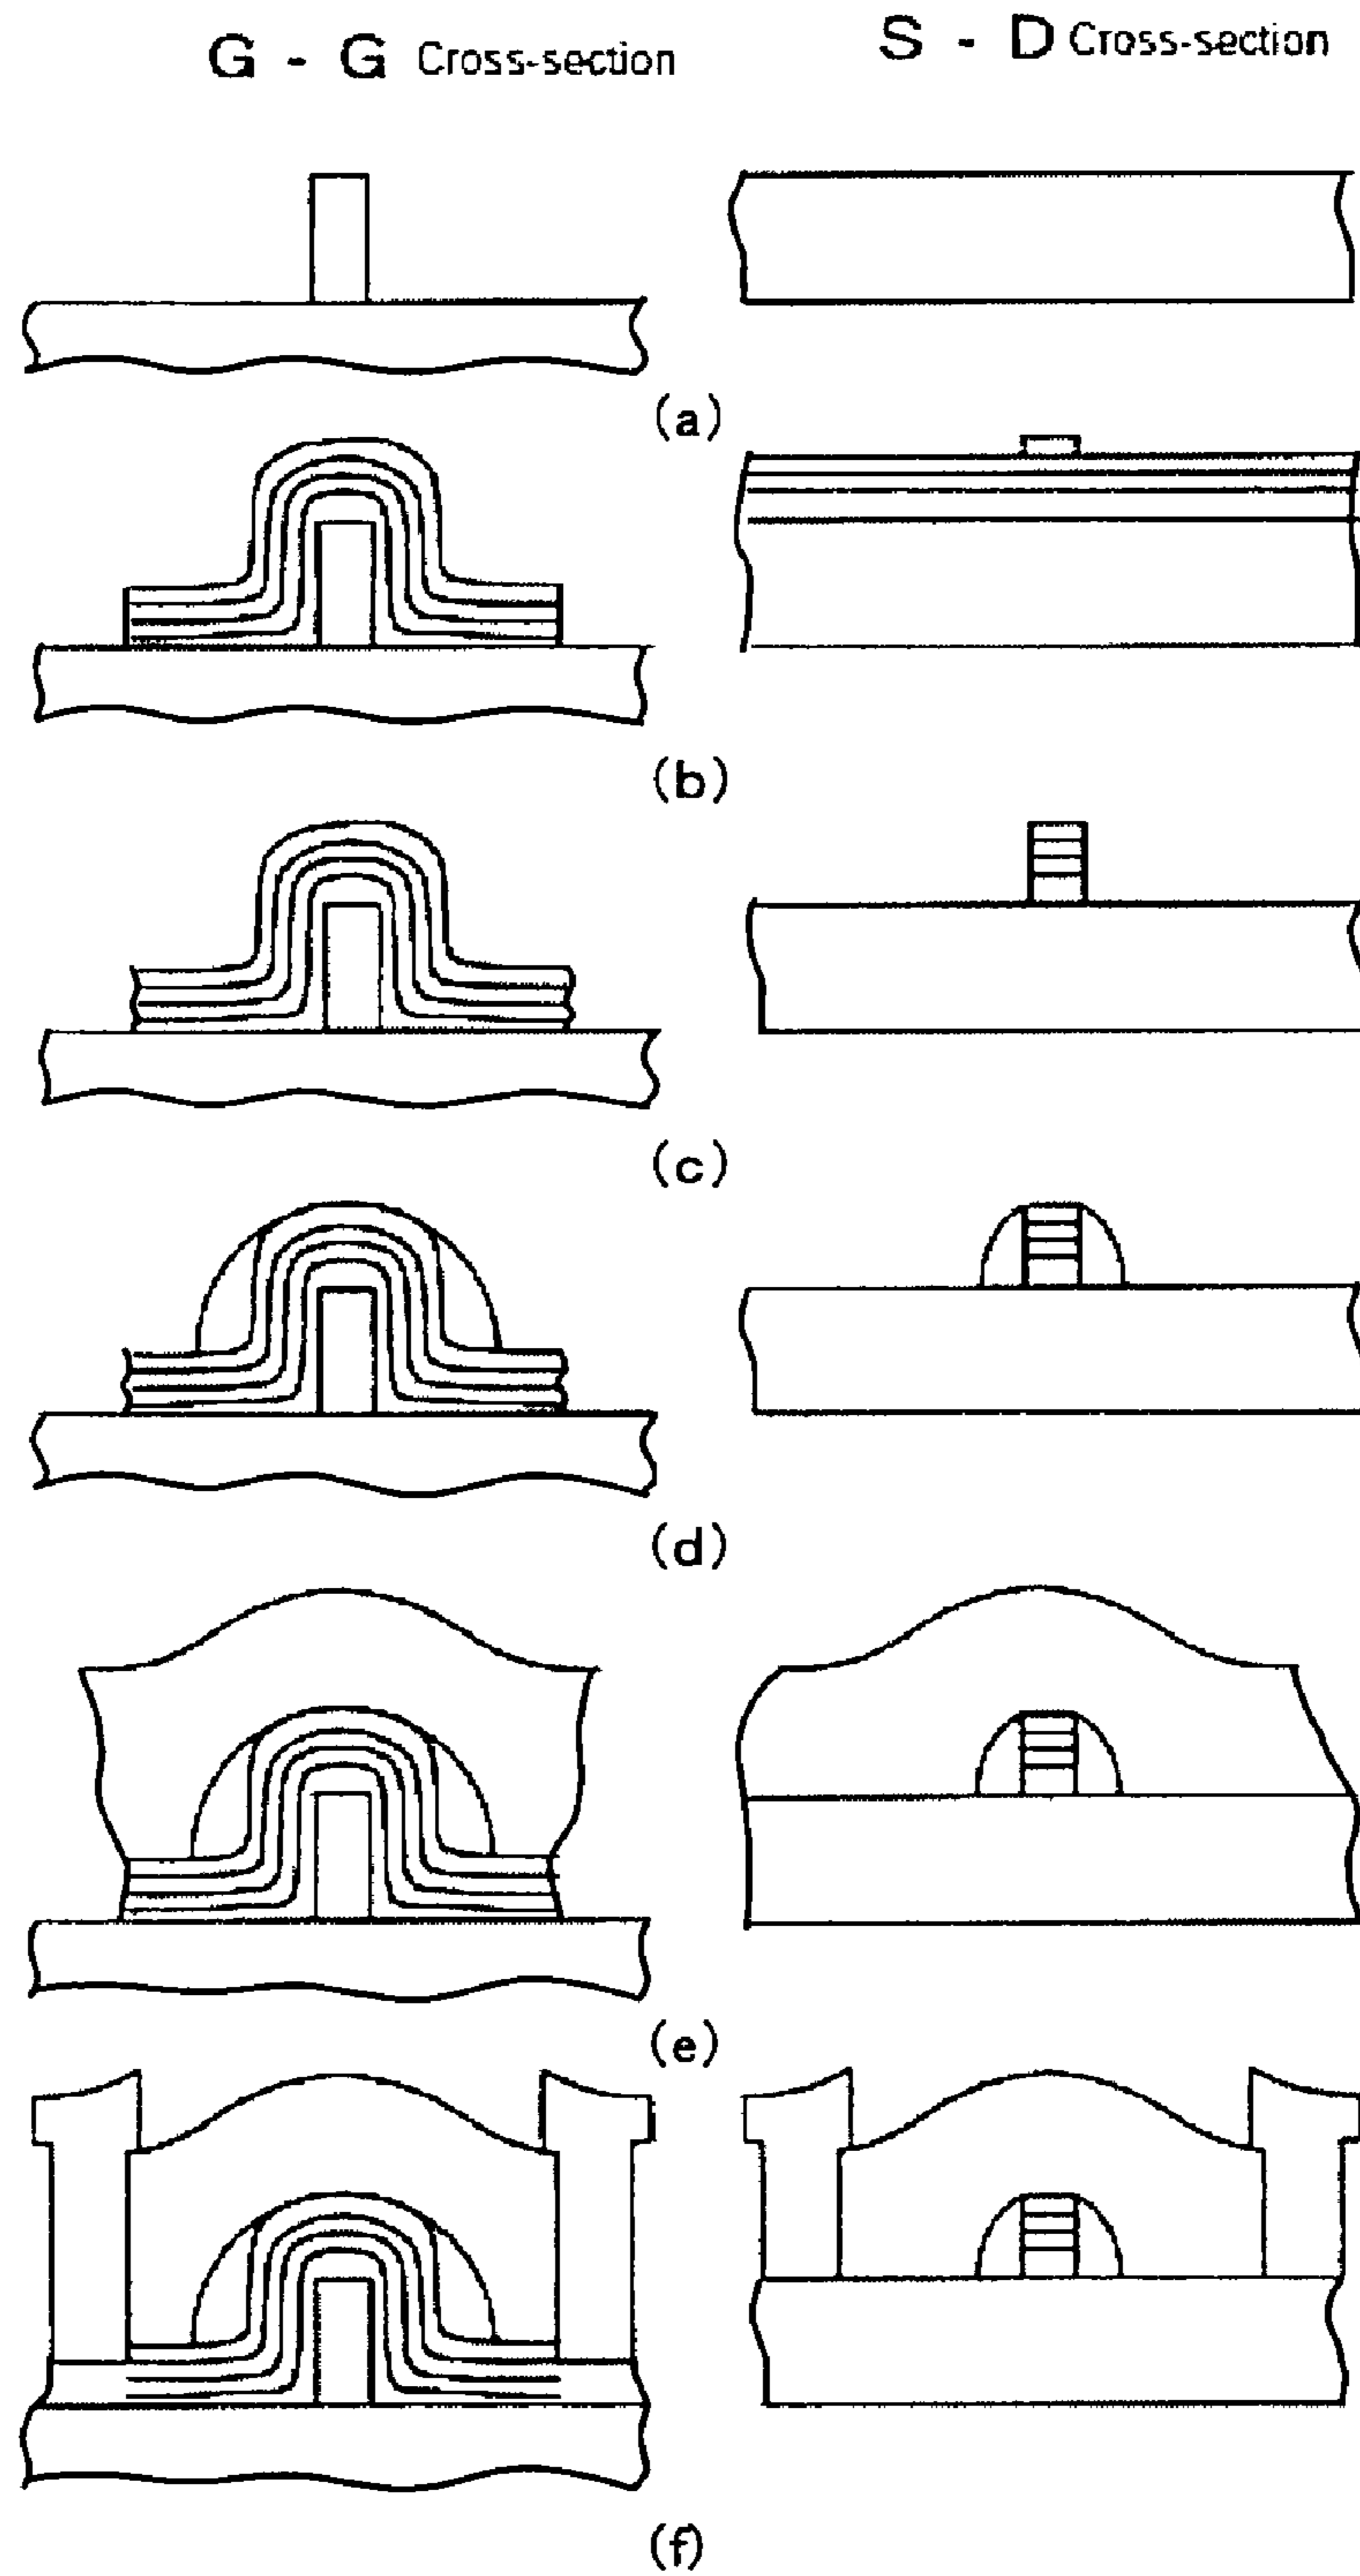 G - G Cross-section
S - D Cross-section
(a)
(b)
(c)
(d)
(e)
(f)